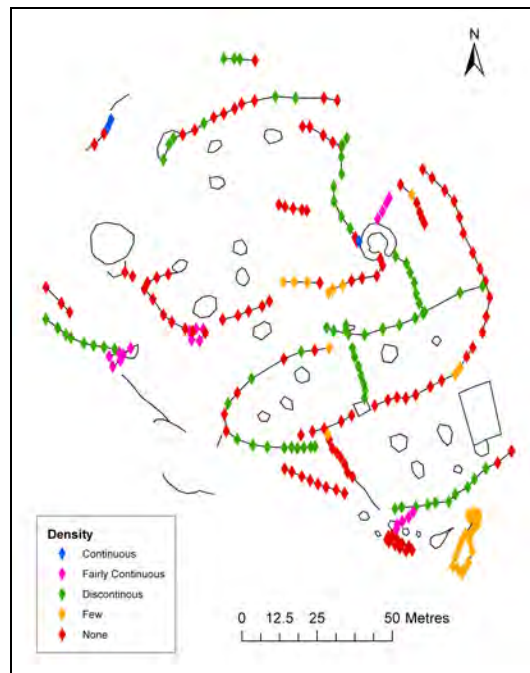 N
Density
Continuous
Fairly Continuous
Discontinous
Few
None
0 12.5 25 50 Metres